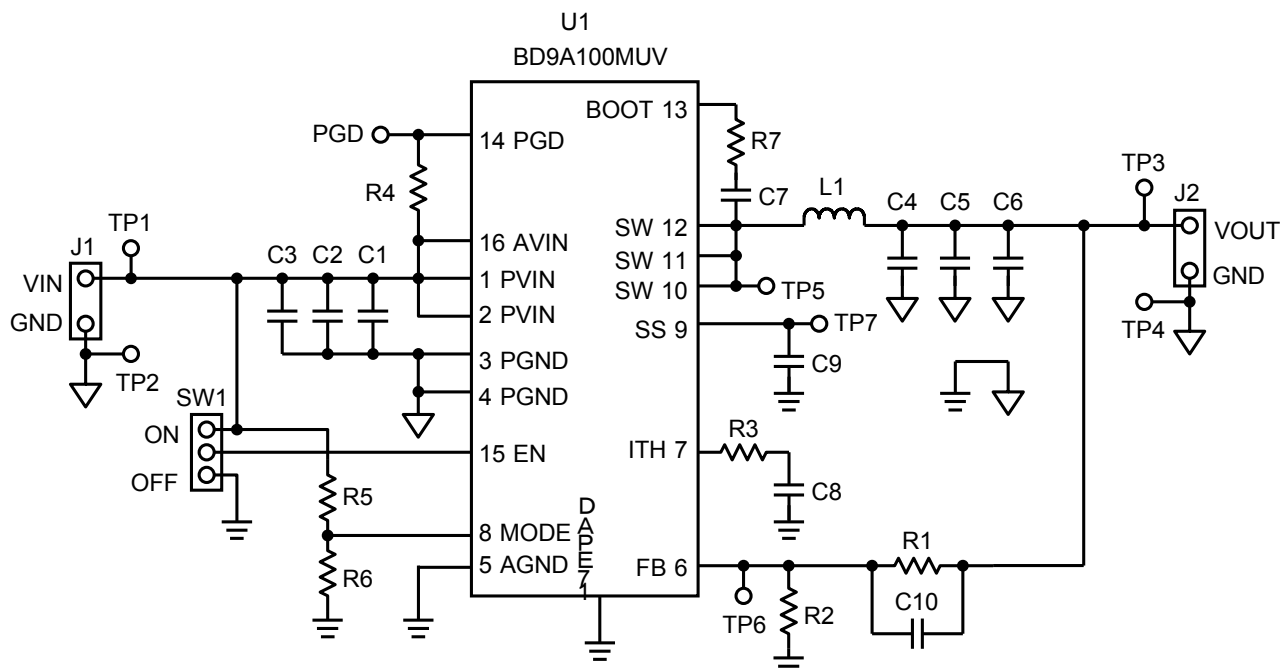 U1
BD9A100MUV
BOOT 13
PGD
14 PGD
R7
R4
C7
L1
C4
C5
C6
TP3
J2
TP1
J1
C3
C2
C1
16 AVIN
SW 12
VOUT
VIN
1 PVIN
SW 11
GND
SW 10
TP5
GND
2 PVIN
SS 9
TP7
TP4
TP2
3 PGND
C9
SW1
4 PGND
ON
15 EN
ITH 7
R3
OFF
R5
C8
8 MODE
DAPE
71
5 AGND
FB 6
R1
R6
C10
TP6
R2